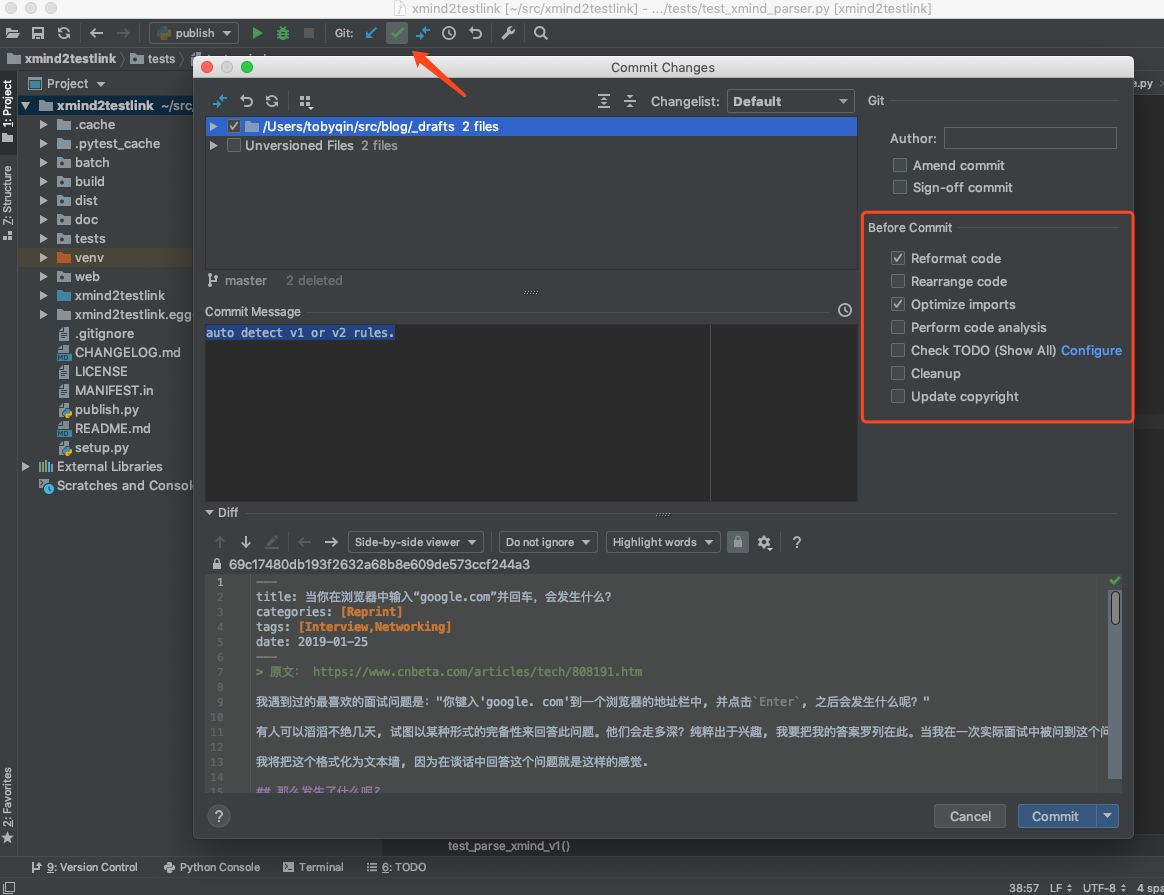 xmind2testlink [~/src/xmind2testlink] - .../tests/test_xmind_parser.py [xmind2testlink]
publish
Git:
xmind2testlink
tests
Commit Changes
a.py
1: Project
7: Structure
2: Favorites
Project
xmind2testlink ~/src/
.cache
.pytest_cache
batch
build
dist
doc
tests
venv
web
xmind2testlink
xmind2testlink.egg
.gitignore
CHANGELOG.md
LICENSE
MANIFEST.in
publish.py
README.md
setup.py
External Libraries
Scratches and Consol
Changelist: Default
/Users/tobyqin/src/blog/_drafts 2 files
Unversioned Files 2 files
master 2 deleted
Git
Author:
Amend commit
Sign-off commit
Before Commit
Reformat code
Rearrange code
Optimize imports
Perform code analysis
Check TODO (Show All) Configure
Cleanup
Update copyright
Commit Message
auto detect v1 or v2 rules.
Diff
Side-by-side viewer
Do not ignore
Highlight words
?
69c17480db193f2632a68b8e609de573ccf244a3
1 ---
2 title: 当你在浏览器中输入“google.com”并回车，会发生什么?
3 categories: [Reprint]
4 tags: [Interview,Networking]
5 date: 2019-01-25
6 ---
7 > 原文: https://www.cnbeta.com/articles/tech/808191.htm
8
9 我遇到过的最喜欢的面试问题是: "你键入'google. com'到一个浏览器的地址栏中, 并点击`Enter`, 之后会发生什么呢? "
10
11 有人可以滔滔不绝几天, 试图以某种形式的完备性来回答此问题。他们会走多深? 纯粹出于兴趣, 我要把我的答案罗列在此。当我在一次实际面试中被问到这个问
12
13 我将把这个格式化为文本墙, 因为在谈话中回答这个问题就是这样的感觉.
14
15 ## 那么发生了什么呢?
?
Cancel
Commit
test_parse_xmind_v1()
9: Version Control
Python Console
Terminal
6: TODO
38:57
LF
UTF-8
4 spe